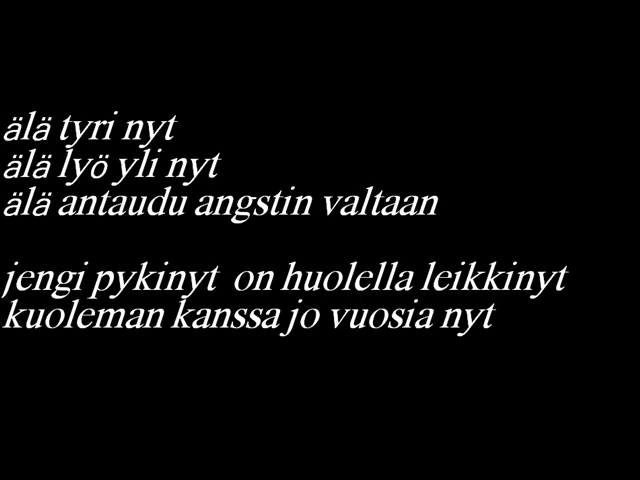 älä tyri nyt
älä lyö yli nyt
älä antaudu angstin valtaan
jengi pykinyt on huolella leikkinyt
kuoleman kanssa jo vuosia nyt